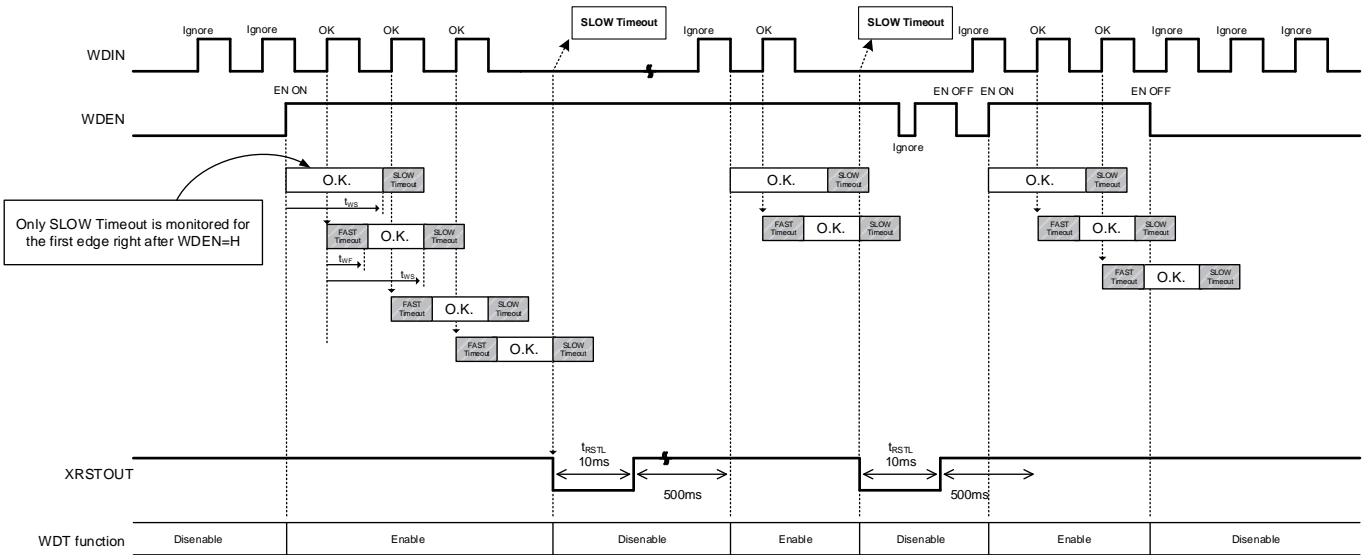 SLOW Timeout
SLOW Timeout
Ignore
Ignore
OK
OK
OK
Ignore
OK
Ignore
OK
OK
Ignore
Ignore
Ignore
WDIN
EN ON
EN OFF
EN ON
EN OFF
WDEN
Ignore
O.K.
SLOW
Timeout
O.K.
SLOW
Timeout
O.K.
SLOW
Timeout
tWS
Only SLOW Timeout is monitored for
the first edge right after WDEN=H
FAST
Timeout
O.K.
SLOW
Timeout
FAST
Timeout
O.K.
SLOW
Timeout
FAST
Timeout
O.K.
SLOW
Timeout
tWF
tWS
FAST
Timeout
O.K.
SLOW
Timeout
FAST
Timeout
O.K.
SLOW
Timeout
FAST
Timeout
O.K.
SLOW
Timeout
tRSTL
10ms
tRSTL
10ms
XRSTOUT
500ms
500ms
WDT function
Disenable
Enable
Disenable
Enable
Disenable
Enable
Disenable